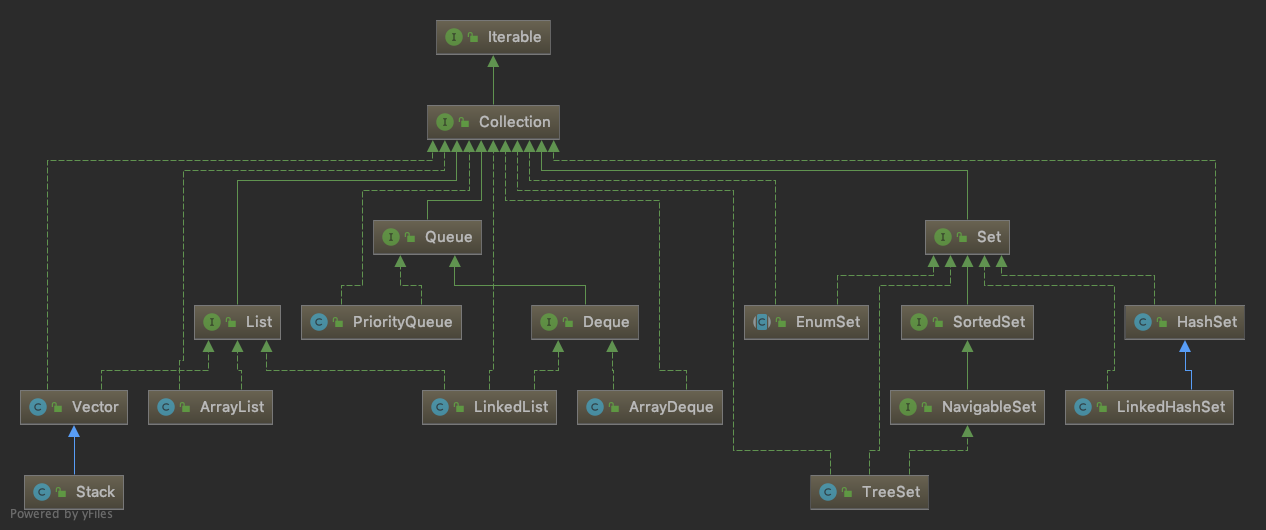 I Iterable
I Collection
I Queue
I Set
I List
C PriorityQueue
I Deque
C EnumSet
I SortedSet
C HashSet
C Vector
C ArrayList
C LinkedList
C ArrayDeque
I NavigableSet
C LinkedHashSet
C Stack
C TreeSet
Powered by yFiles